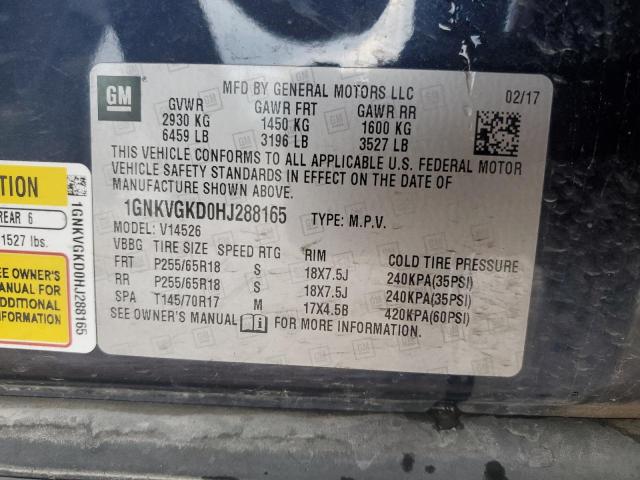 GM
MFD BY GENERAL MOTORS LLC
02/17
GVWR GAWR FRT GAWR RR
2930 KG 1450 KG 1600 KG
6459 LB 3196 LB 3527 LB
THIS VEHICLE CONFORMS TO ALL APPLICABLE U.S. FEDERAL MOTOR
VEHICLE SAFETY STANDARDS IN EFFECT ON THE DATE OF
MANUFACTURE SHOWN ABOVE.
1GNKVGKD0HJ288165 TYPE: M.P.V.
MODEL: V14526
VBBG TIRE SIZE SPEED RTG RIM COLD TIRE PRESSURE
FRT P255/65R18 S 18X7.5J 240KPA(35PSI)
RR P255/65R18 S 18X7.5J 240KPA(35PSI)
SPA T145/70R17 M 17X4.5B 420KPA(60PSI)
SEE OWNER'S MANUAL FOR MORE INFORMATION.
TION
REAR 6
1527 lbs.
SEE OWNER'S
MANUAL FOR
ADDITIONAL
FORMATION
1GNKVGKD0HJ288165